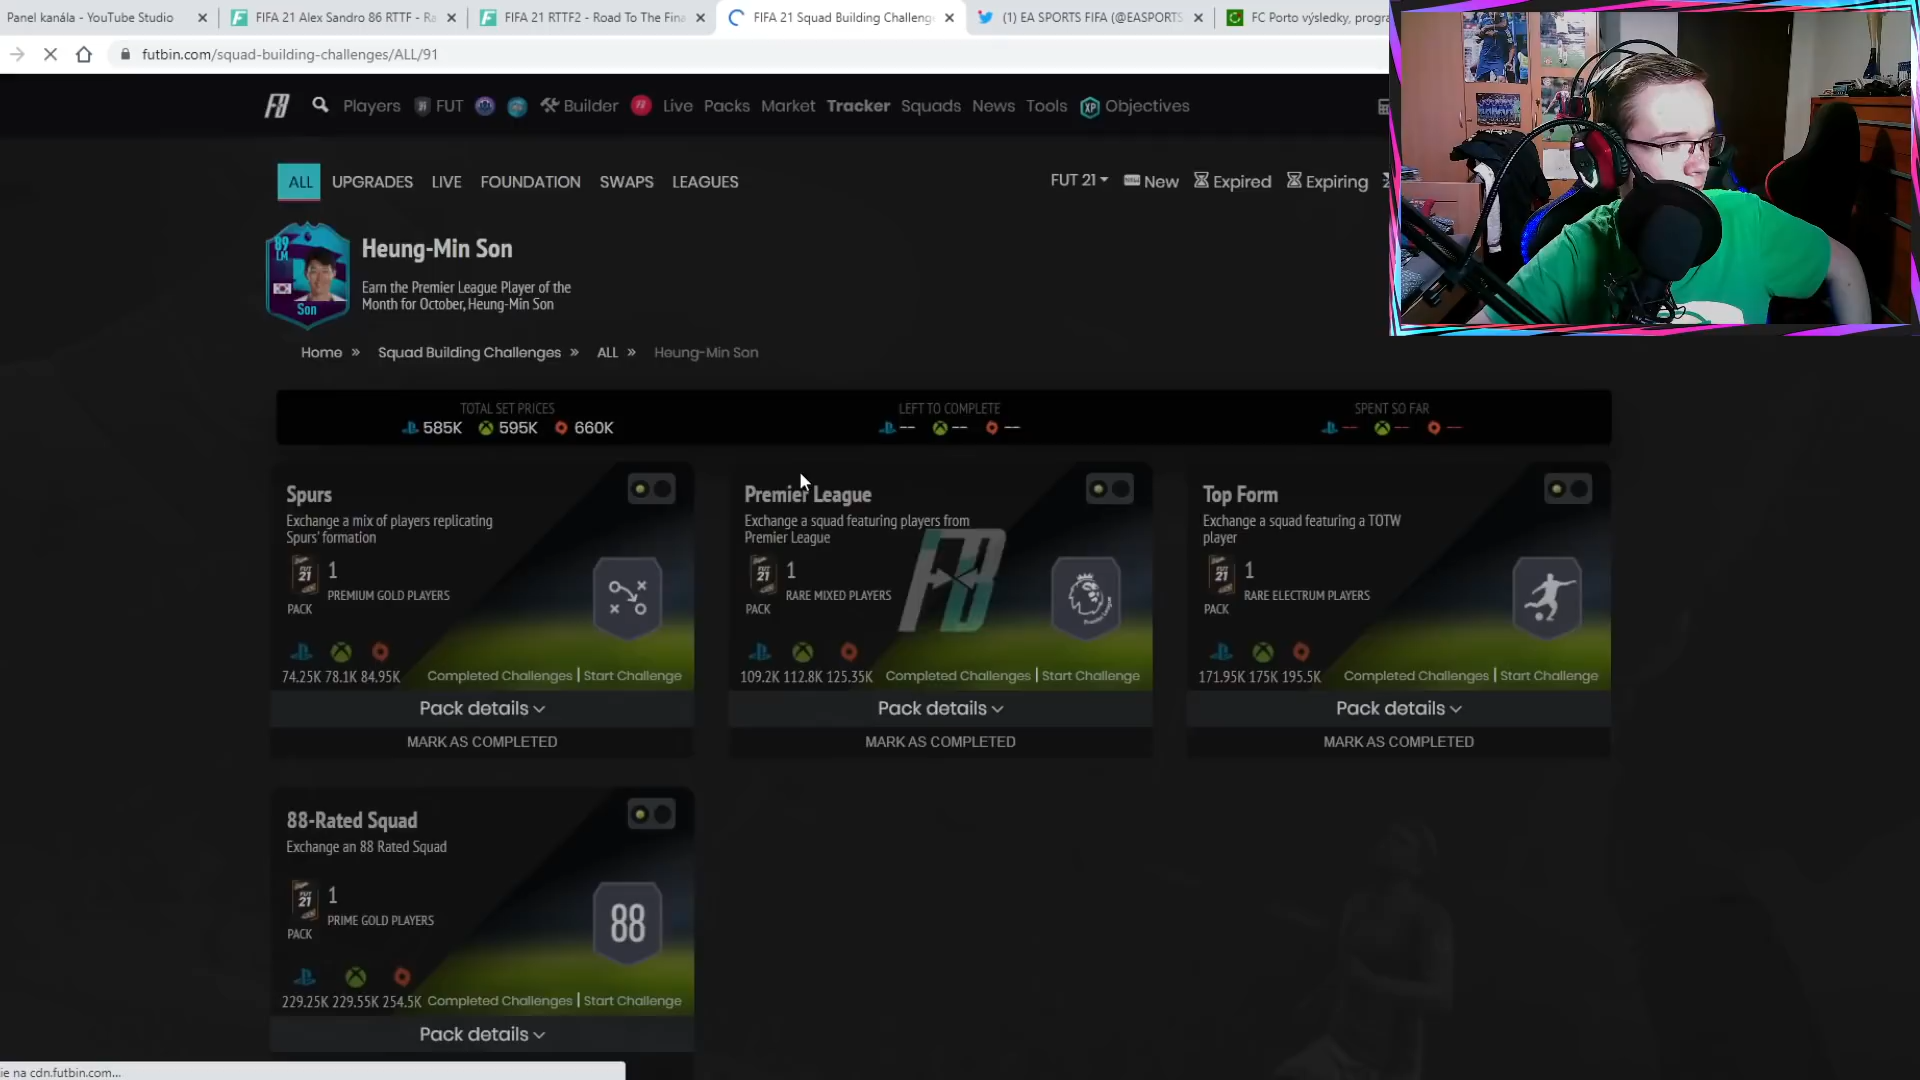 Panel kanála - YouTube Studio
FIFA 21 Alex Sandro 86 RTTF - Ra
FIFA 21 RTTF2 - Road To The Fina
FIFA 21 Squad Building Challenge
(1) EA SPORTS FIFA (@EASPORTS
FC Porto výsledky, progra
futbin.com/squad-building-challenges/ALL/91
FB
Players
FUT
Builder
Live
Packs
Market
Tracker
Squads
News
Tools
XP
Objectives
ALL
UPGRADES
LIVE
FOUNDATION
SWAPS
LEAGUES
FUT 21
New
Expired
Expiring
89
LM
Son
Heung-Min Son
Earn the Premier League Player of the
Month for October, Heung-Min Son
Home » Squad Building Challenges » ALL » Heung-Min Son
TOTAL SET PRICES
585K 595K 660K
LEFT TO COMPLETE
-- -- --
SPENT SO FAR
-- -- --
Spurs
Exchange a mix of players replicating
Spurs' formation
FUT
21
1
PREMIUM GOLD PLAYERS
PACK
74.25K 78.1K 84.95K
Completed Challenges | Start Challenge
Pack details
MARK AS COMPLETED
Premier League
Exchange a squad featuring players from
Premier League
FUT
21
1
RARE MIXED PLAYERS
PACK
109.2K 112.8K 125.35K
Completed Challenges | Start Challenge
Pack details
MARK AS COMPLETED
FB
Top Form
Exchange a squad featuring a TOTW
player
FUT
21
1
RARE ELECTRUM PLAYERS
PACK
171.95K 175K 195.5K
Completed Challenges | Start Challenge
Pack details
MARK AS COMPLETED
88-Rated Squad
Exchange an 88 Rated Squad
FUT
21
1
PRIME GOLD PLAYERS
PACK
88
229.25K 229.55K 254.5K
Completed Challenges | Start Challenge
Pack details
ie na cdn.futbin.com...